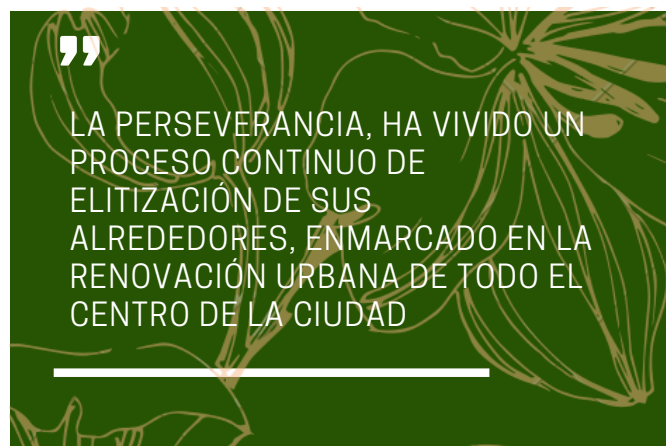 ”
LA PERSEVERANCIA, HA VIVIDO UN
PROCESO CONTINUO DE
ELITIZACIÓN DE SUS
ALREDEDORES, ENMARCADO EN LA
RENOVACIÓN URBANA DE TODO EL
CENTRO DE LA CIUDAD